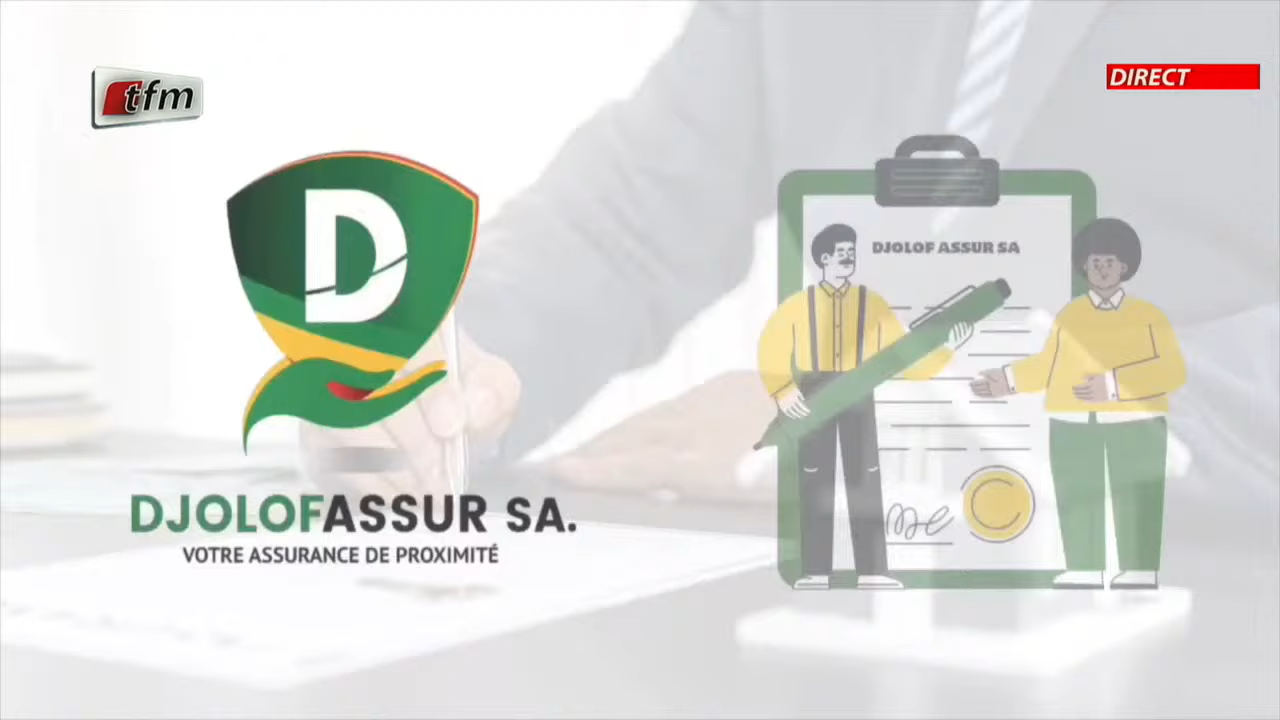 tfm
DIRECT
D
DJOLOF ASSUR SA
DJOLOFASSUR SA.
VOTRE ASSURANCE DE PROXIMITÉ